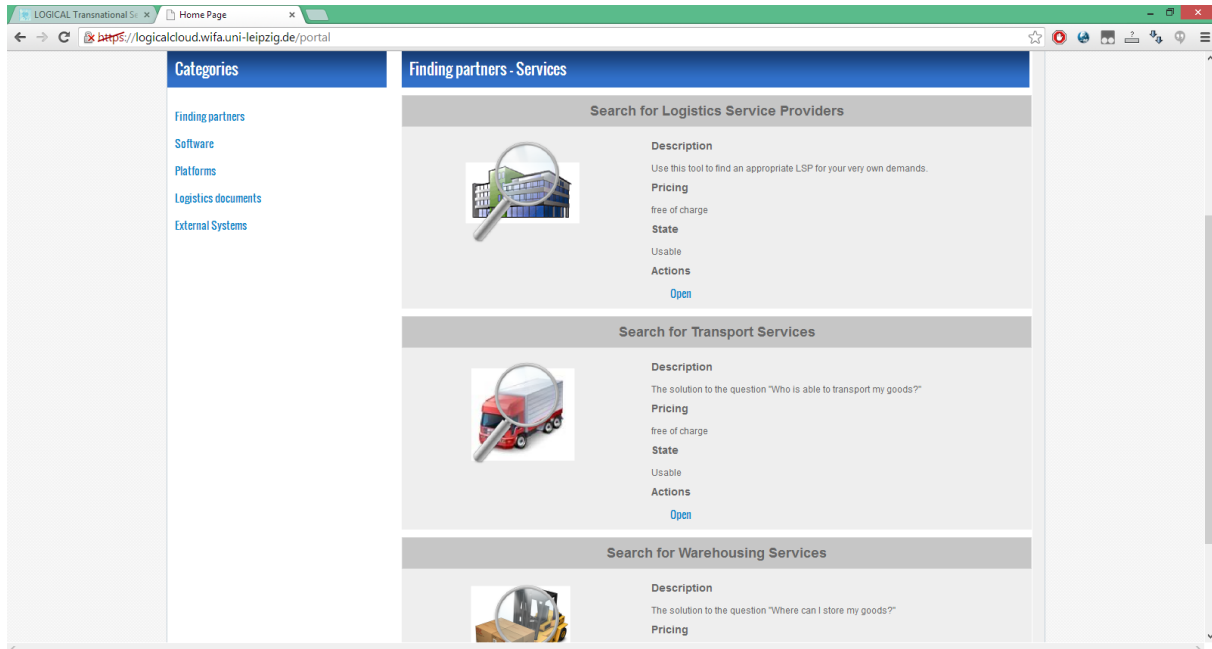 LOGICAL Transnational Se
Home Page
https://logicalcloud.wifa.uni-leipzig.de/portal
Categories
Finding partners
Software
Platforms
Logistics documents
External Systems
Finding partners - Services
Search for Logistics Service Providers
Description
Use this tool to find an appropriate LSP for your very own demands.
Pricing
free of charge
State
Usable
Actions
Open
Search for Transport Services
Description
The solution to the question "Who is able to transport my goods?"
Pricing
free of charge
State
Usable
Actions
Open
Search for Warehousing Services
Description
The solution to the question "Where can I store my goods?"
Pricing